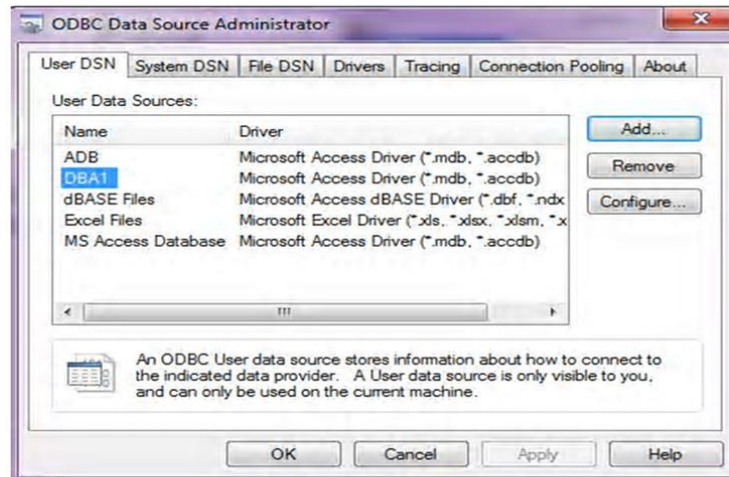 ODBC Data Source Administrator
User DSN System DSN File DSN Drivers Tracing Connection Pooling About
User Data Sources:
Name Driver
ADB Microsoft Access Driver (*.mdb, *.accdb)
DBA1 Microsoft Access Driver (*.mdb, *.accdb)
dBASE Files Microsoft Access dBASE Driver (*.dbf, *.ndx
Excel Files Microsoft Excel Driver (*.xls, *.xlsx, *.xlsm, *.x
MS Access Database Microsoft Access Driver (*.mdb, *.accdb)
Add...
Remove
Configure...
An ODBC User data source stores information about how to connect to
the indicated data provider. A User data source is only visible to you,
and can only be used on the current machine.
OK Cancel Apply Help